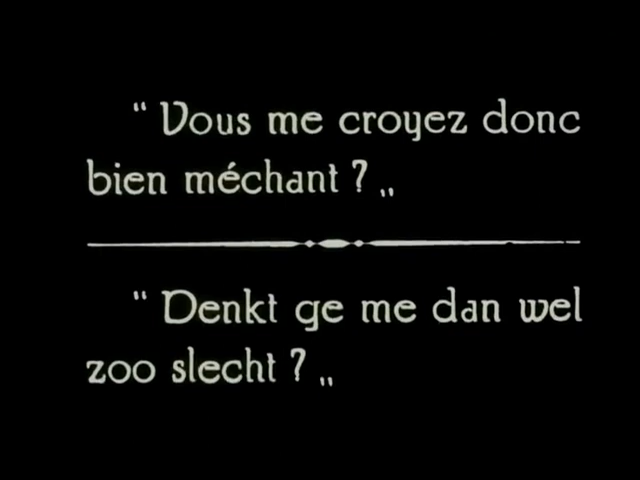 “ Vous me croyez donc
bien méchant ? „
“ Denkt ge me dan wel
zoo slecht ? „